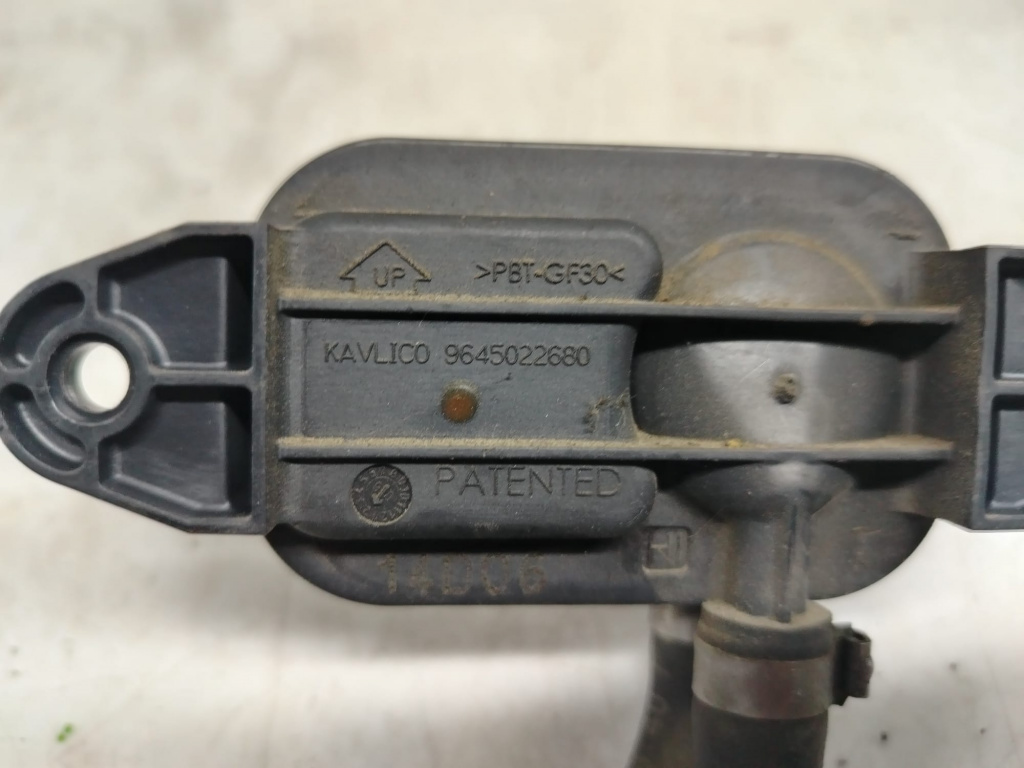 UP
>PBT-GF30<
KAVLICO 9645022680
PATENTED